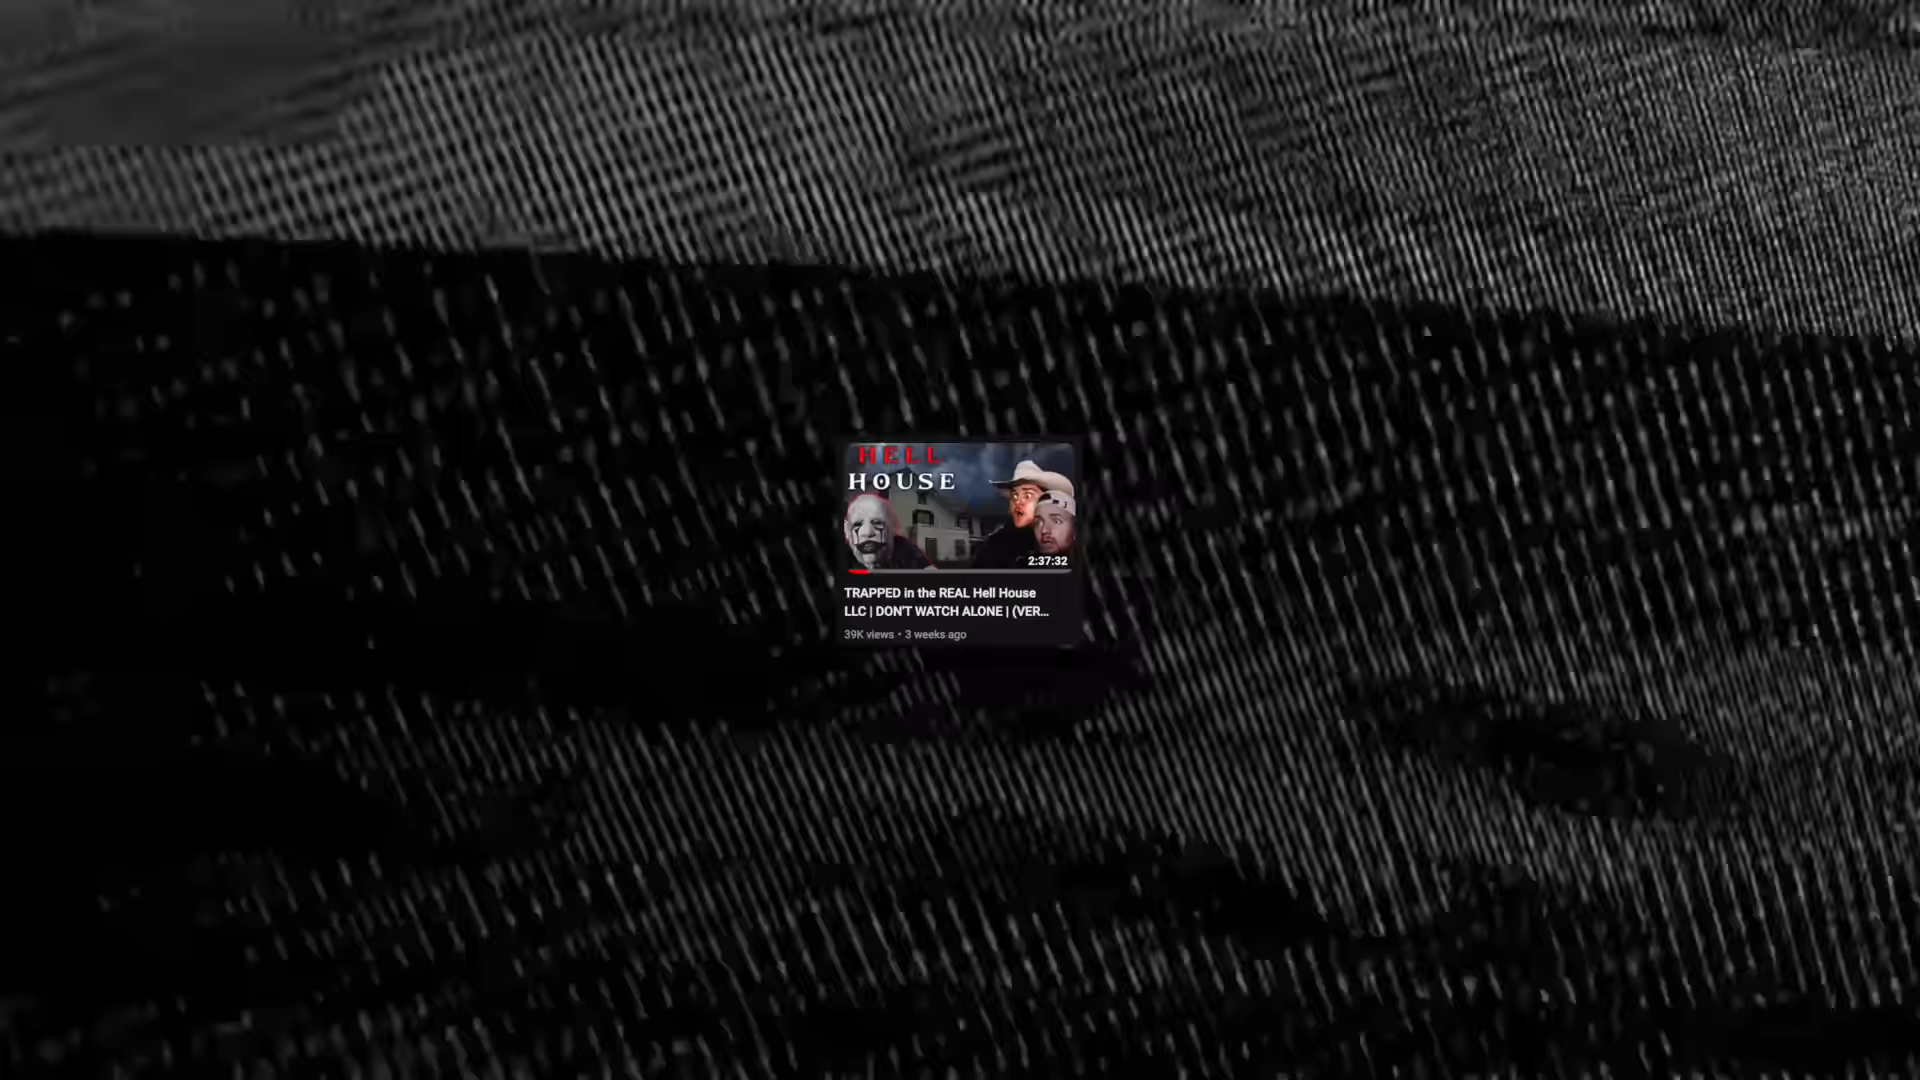 HELL
HOUSE
2:37:32
TRAPPED in the REAL Hell House
LLC | DON'T WATCH ALONE | (VER...
39K views • 3 weeks ago